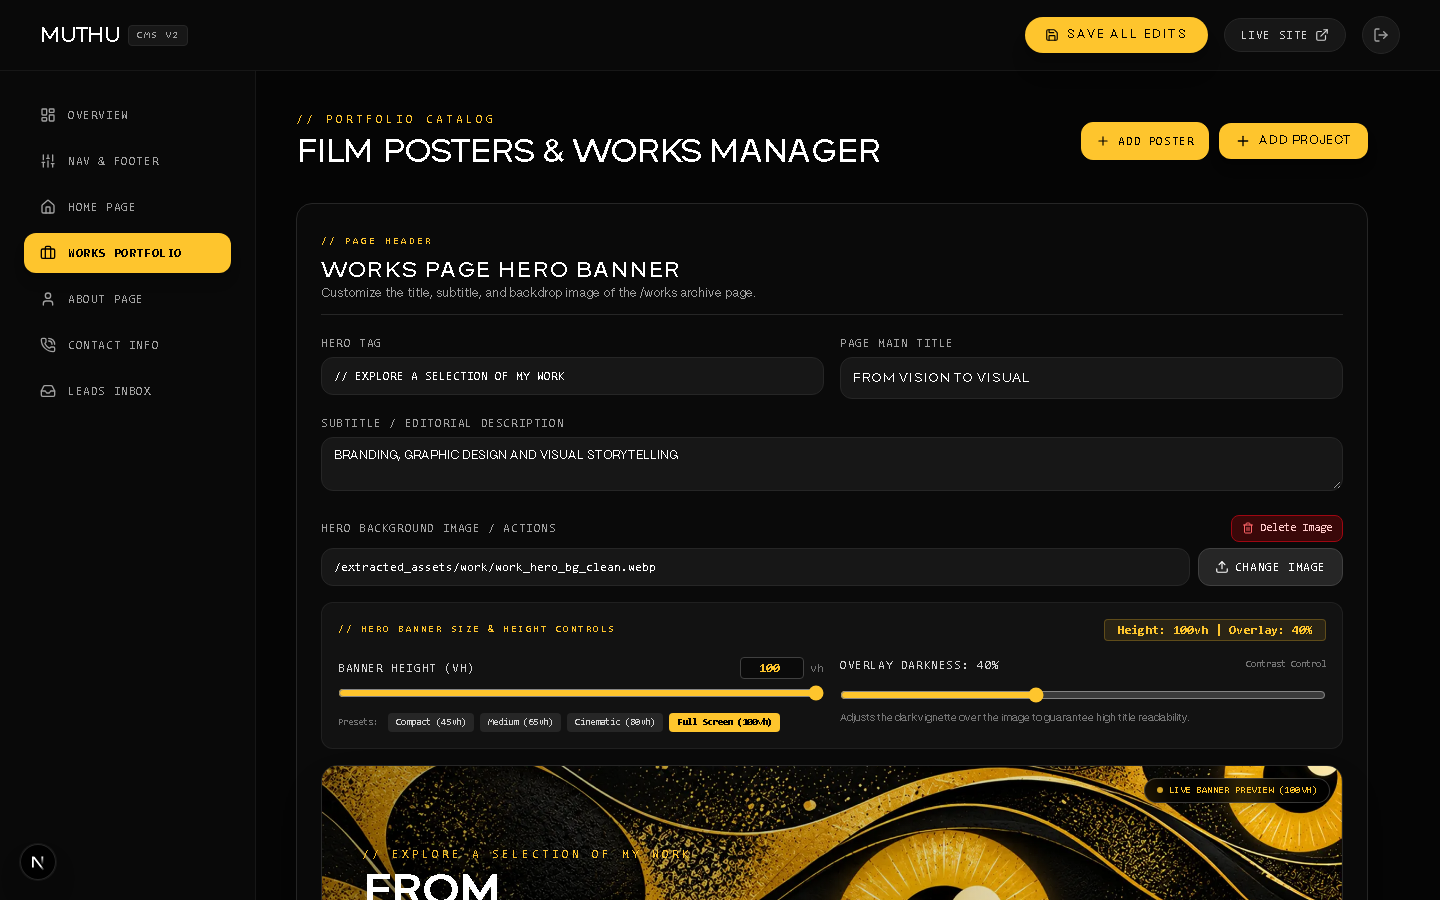 MUTHU
CMS V2
SAVE ALL EDITS
LIVE SITE
OVERVIEW
NAV & FOOTER
HOME PAGE
WORKS PORTFOLIO
ABOUT PAGE
CONTACT INFO
LEADS INBOX
// PORTFOLIO CATALOG
FILM POSTERS & WORKS MANAGER
ADD POSTER
ADD PROJECT
// PAGE HEADER
WORKS PAGE HERO BANNER
Customize the title, subtitle, and backdrop image of the /works archive page.
HERO TAG
// EXPLORE A SELECTION OF MY WORK
PAGE MAIN TITLE
FROM VISION TO VISUAL
SUBTITLE / EDITORIAL DESCRIPTION
BRANDING, GRAPHIC DESIGN AND VISUAL STORYTELLING
HERO BACKGROUND IMAGE / ACTIONS
Delete Image
/extracted_assets/work/work_hero_bg_clean.webp
CHANGE IMAGE
// HERO BANNER SIZE & HEIGHT CONTROLS
Height: 100vh | Overlay: 40%
BANNER HEIGHT (VH)
100 vh
Presets: Compact (45vh) Medium (65vh) Cinematic (80vh) Full Screen (100vh)
OVERLAY DARKNESS: 40%
Contrast Control
Adjusts the dark vignette over the image to guarantee high title readability.
LIVE BANNER PREVIEW (100VH)
// EXPLORE A SELECTION OF MY WORK
FROM
N